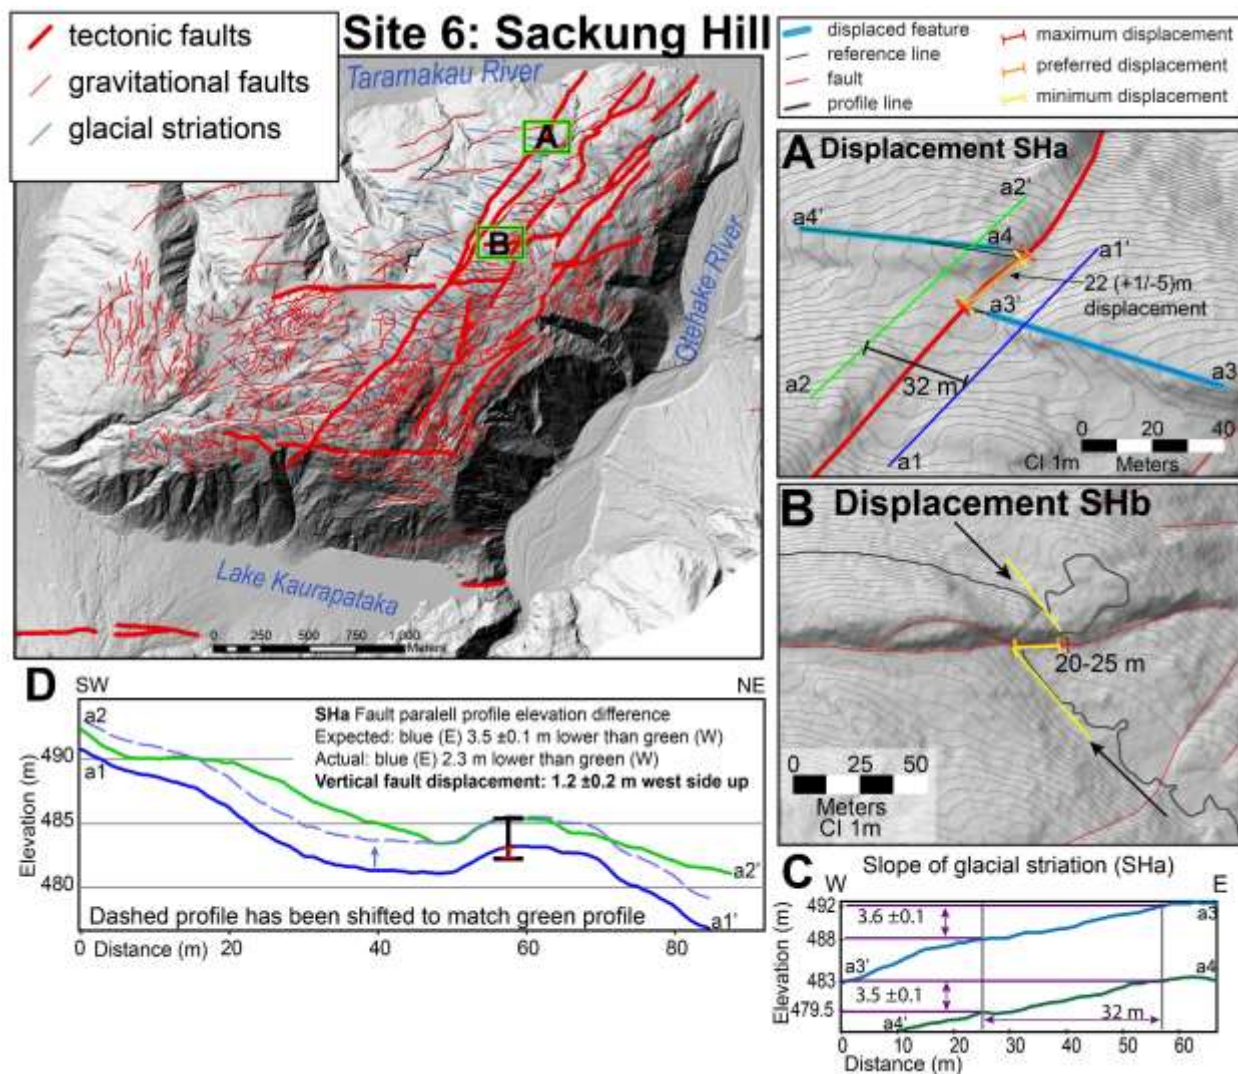 tectonic faults
gravitational faults
glacial striations
Site 6: Sackung Hill
Taramakau River
A
B
Otehake River
Lake Kaurapataka
0 250 500 750 1,000
Meters
displaced feature
reference line
fault
profile line
maximum displacement
preferred displacement
minimum displacement
A Displacement SHa
a2'
a4'
a4
a1'
22 (+1/-5)m
displacement
a3'
a2
32 m
a3
a1
0 20 40
CI 1m Meters
B Displacement SHb
20-25 m
0 25 50
Meters
CI 1m
D SW NE
a2
a1
SHa Fault paralell profile elevation difference
Expected: blue (E) 3.5 ±0.1 m lower than green (W)
Actual: blue (E) 2.3 m lower than green (W)
Vertical fault displacement: 1.2 ±0.2 m west side up
490
485
480
Elevation (m)
a2'
a1'
Dashed profile has been shifted to match green profile
0 20 40 60 80
Distance (m)
C Slope of glacial striation (SHa)
W E
492
488
483
479.5
Elevation (m)
3.6 ±0.1
a3
a3'
3.5 ±0.1
a4
32 m
a4'
0 10 20 30 40 50 60
Distance (m)